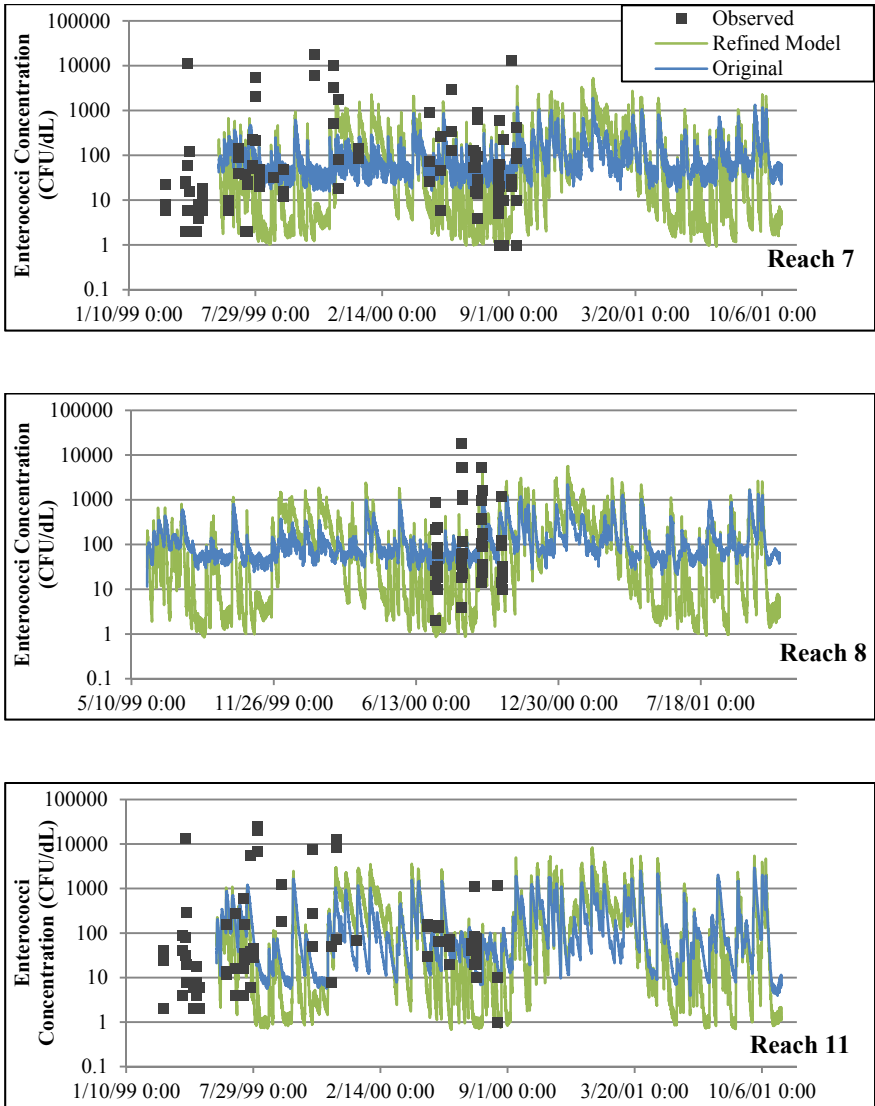 Observed
Refined Model
Original
Enterococci Concentration
(CFU/dL)
100000
10000
1000
100
10
1
0.1
Reach 7
1/10/99 0:00 7/29/99 0:00 2/14/00 0:00 9/1/00 0:00 3/20/01 0:00 10/6/01 0:00
Enterococci Concentration
(CFU/dL)
100000
10000
1000
100
10
1
0.1
Reach 8
5/10/99 0:00 11/26/99 0:00 6/13/00 0:00 12/30/00 0:00 7/18/01 0:00
Enterococci
Concentration (CFU/dL)
100000
10000
1000
100
10
1
0.1
Reach 11
1/10/99 0:00 7/29/99 0:00 2/14/00 0:00 9/1/00 0:00 3/20/01 0:00 10/6/01 0:00